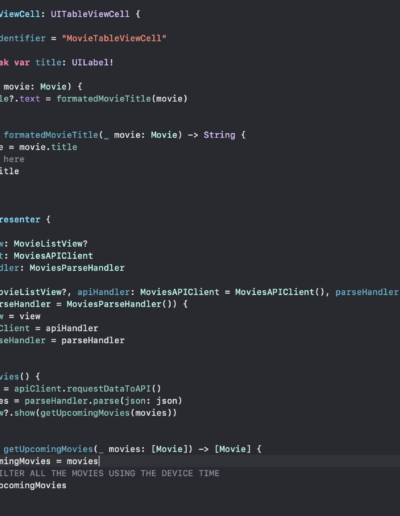 ViewCell: UITableViewCell {
dentifier = "MovieTableViewCell"
ak var title: UILabel!
movie: Movie) {
le?.text = formatedMovieTitle(movie)
formatedMovieTitle(_ movie: Movie) -> String {
e = movie.title
here
itle
resenter {
w: MovieListView?
t: MoviesAPIClient
dler: MoviesParseHandler
ovieListView?, apiHandler: MoviesAPIClient = MoviesAPIClient(), parseHandler
rseHandler = MoviesParseHandler()) {
w = view
Client = apiHandler
seHandler = parseHandler
vies() {
= apiClient.requestDataToAPI()
es = parseHandler.parse(json: json)
w?.show(getUpcomingMovies(movies))
getUpcomingMovies(_ movies: [Movie]) -> [Movie] {
mingMovies = movies
ILTER ALL THE MOVIES USING THE DEVICE TIME
pcomingMovies